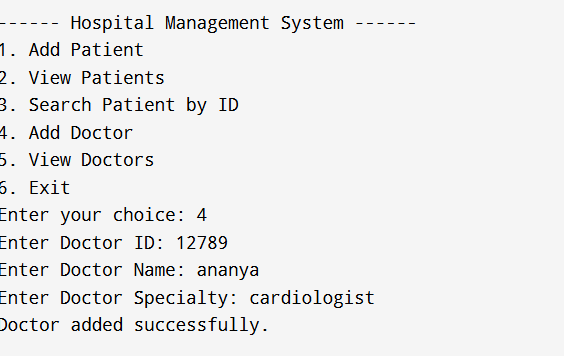 ------ Hospital Management System ------
1. Add Patient
2. View Patients
3. Search Patient by ID
4. Add Doctor
5. View Doctors
6. Exit
Enter your choice: 4
Enter Doctor ID: 12789
Enter Doctor Name: ananya
Enter Doctor Specialty: cardiologist
Doctor added successfully.